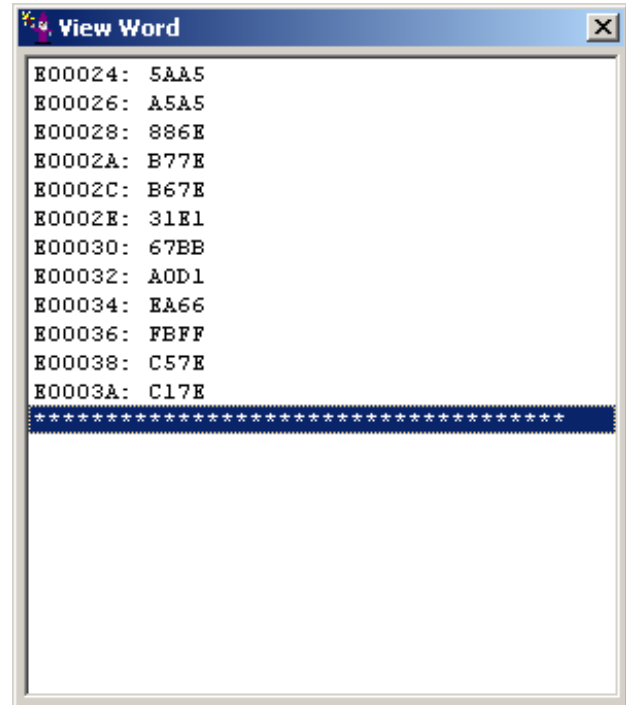 View Word
E00024: 5AA5
E00026: A5A5
E00028: 886E
E0002A: B77E
E0002C: B67E
E0002E: 31E1
E00030: 67BB
E00032: A0D1
E00034: EA66
E00036: FBFF
E00038: C57E
E0003A: C17E
*************************************